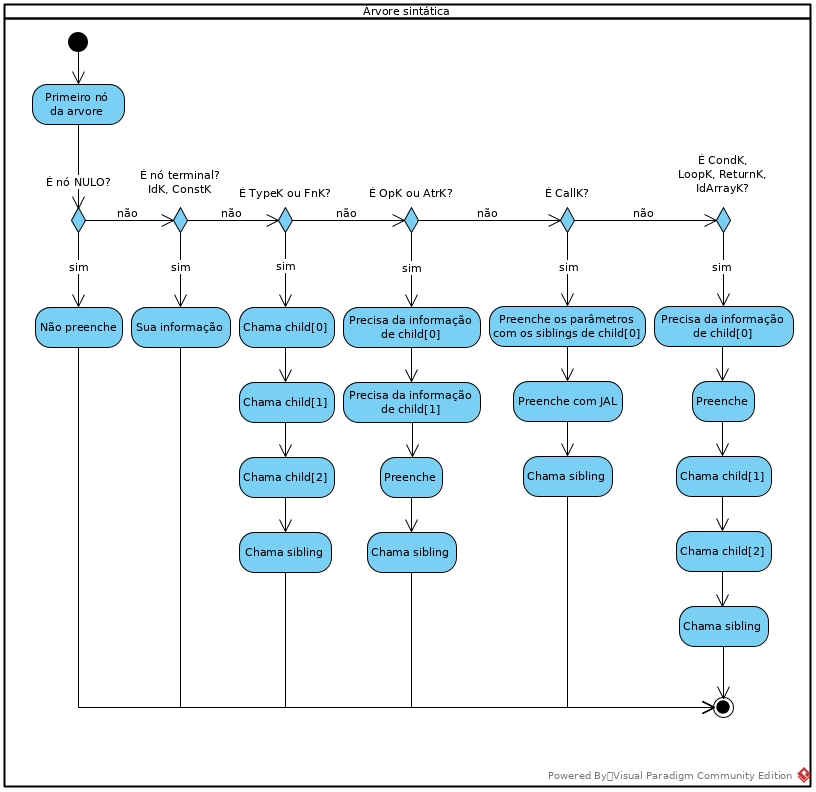 Arvore sintática
Primeiro nó
da arvore
É nó NULO?
É nó terminal?
IdK, ConstK
É TypeK ou FnK?
É OpK ou AtrK?
É CallK?
É CondK,
LoopK, ReturnK,
IdArrayK?
não
não
não
não
não
sim
sim
sim
sim
sim
sim
Não preenche
Sua informação
Chama child[0]
Chama child[1]
Chama child[2]
Chama sibling
Precisa da informação
de child[0]
Precisa da informação
de child[1]
Preenche
Chama sibling
Preenche os parâmetros
com os siblings de child[0]
Preenche com JAL
Chama sibling
Precisa da informação
de child[0]
Preenche
Chama child[1]
Chama child[2]
Chama sibling
Powered By Visual Paradigm Community Edition